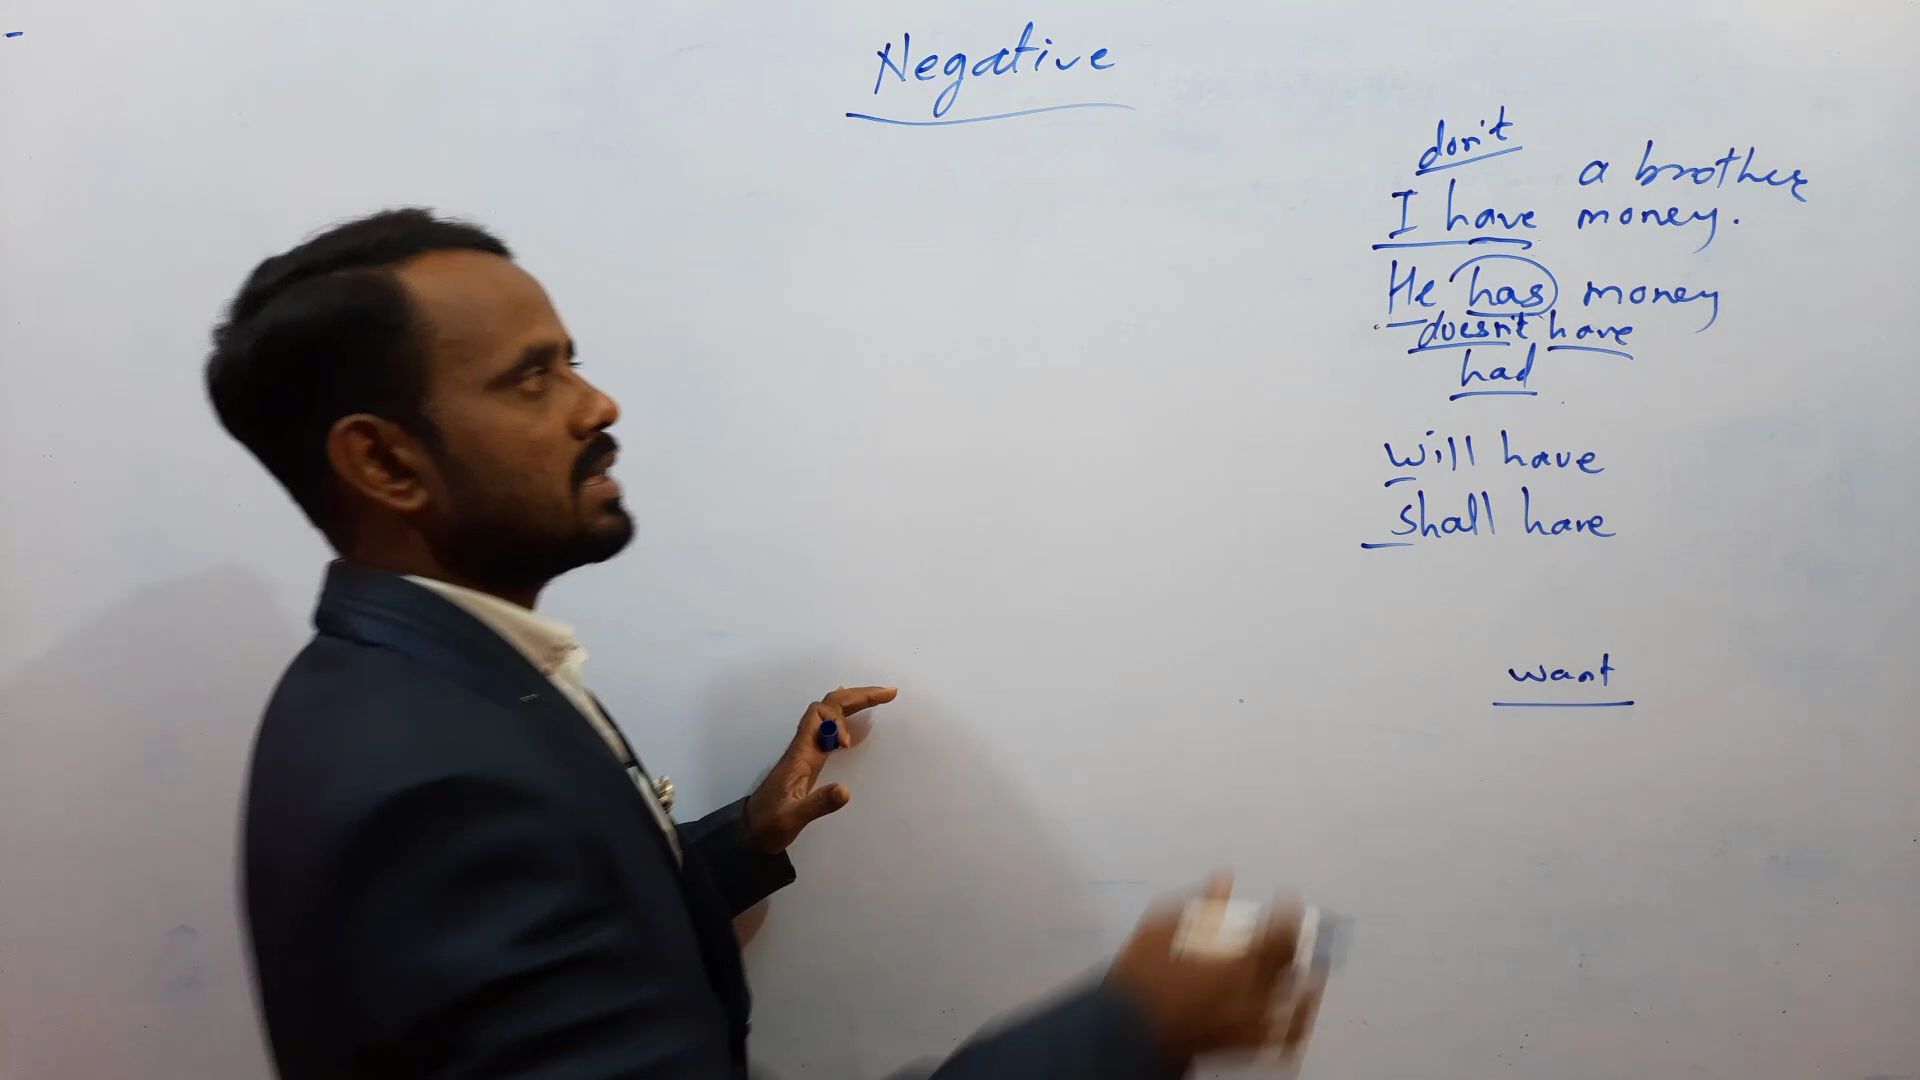 Negative
don't
a brother
I have money.
He has money
doesn't have
had
will have
shall have
want